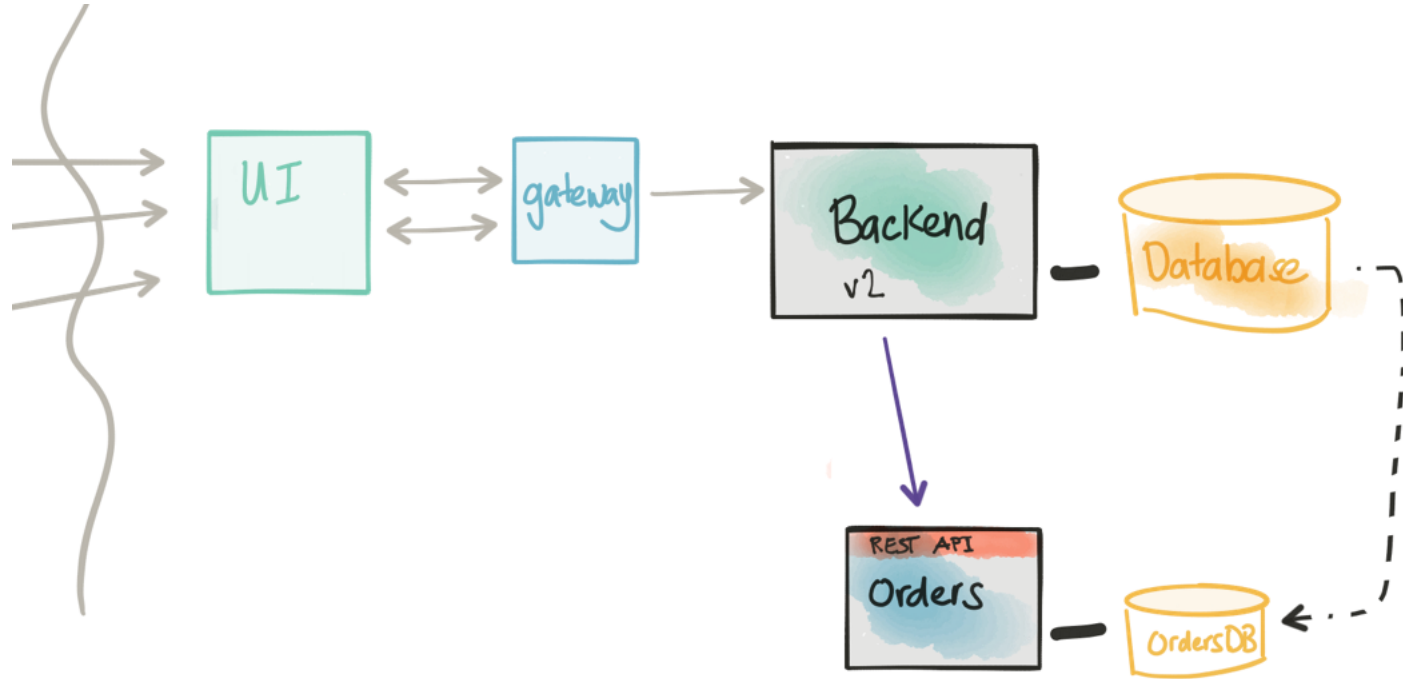 UI
gateway
Backend
v2
Database
REST API
Orders
OrdersDB